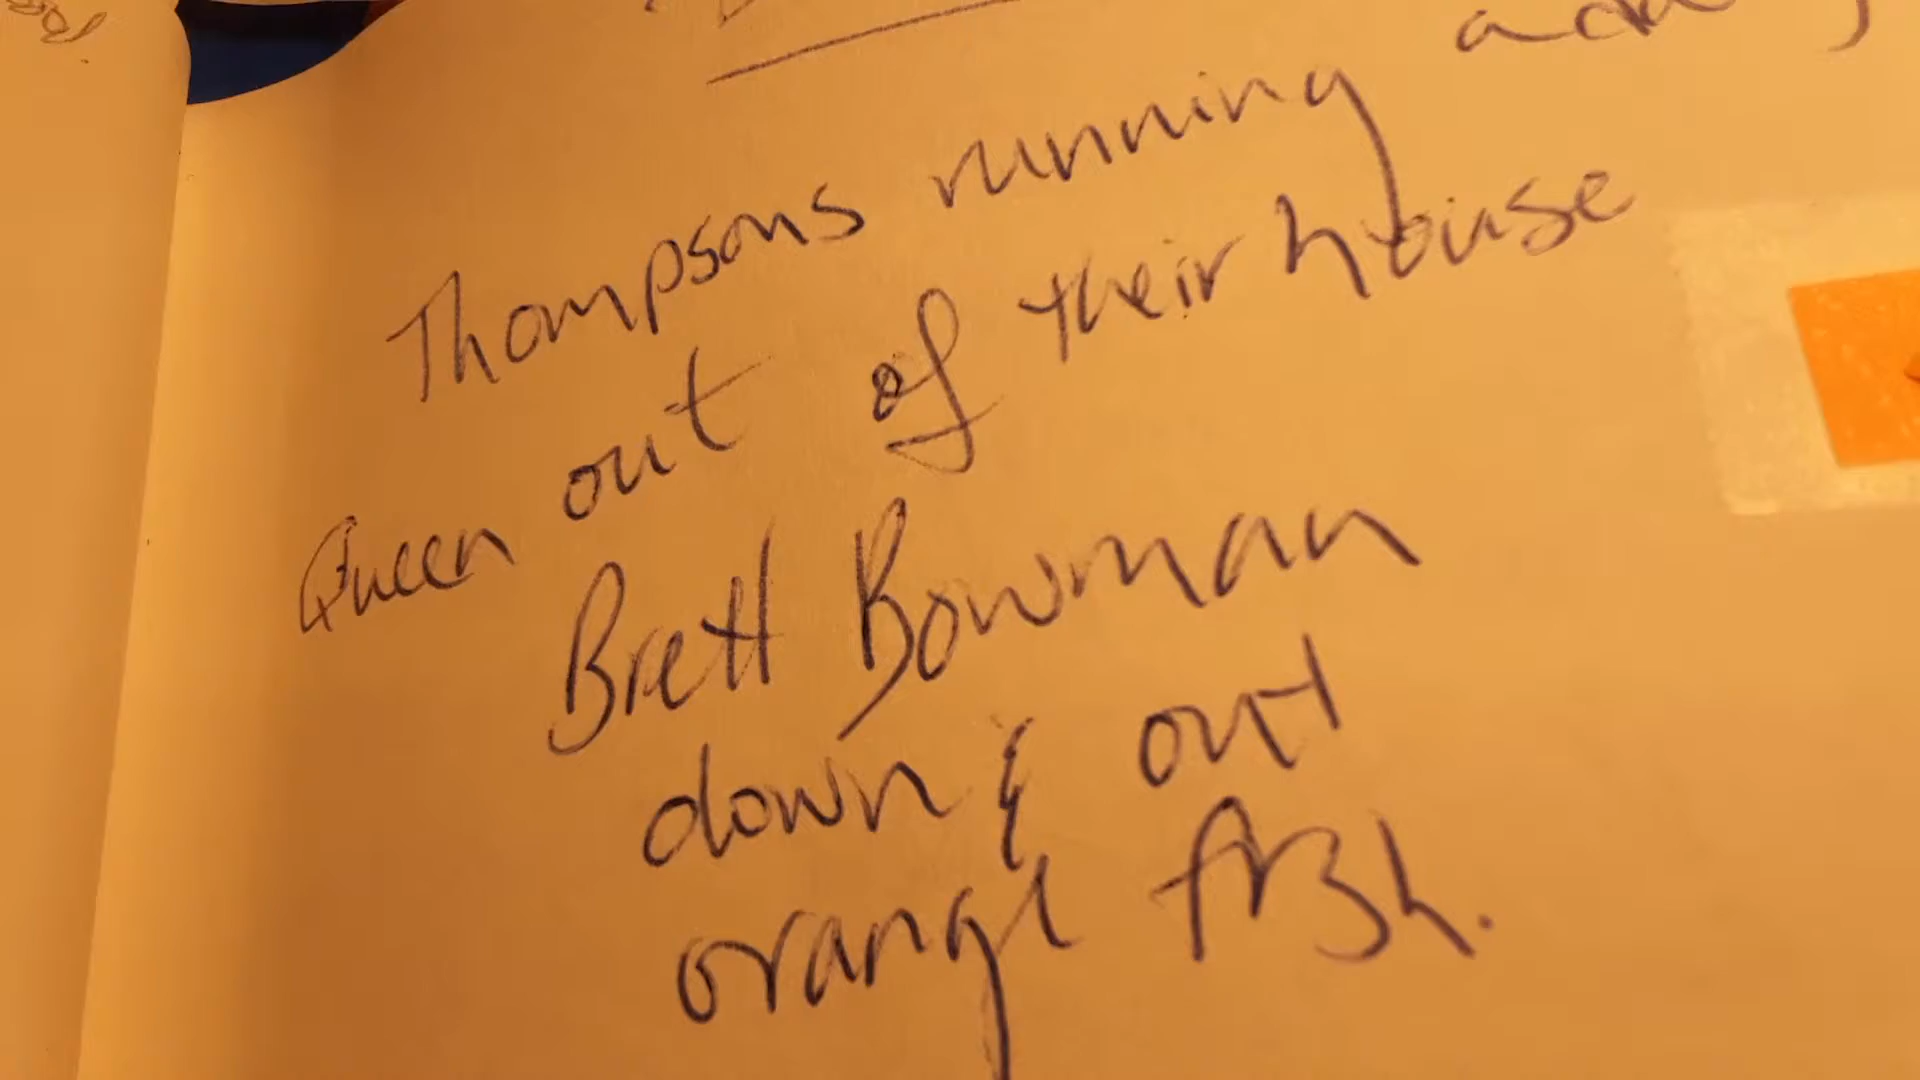 Thompsons running
Queen out of their house
Brett Bowman
down & out
orange fish.